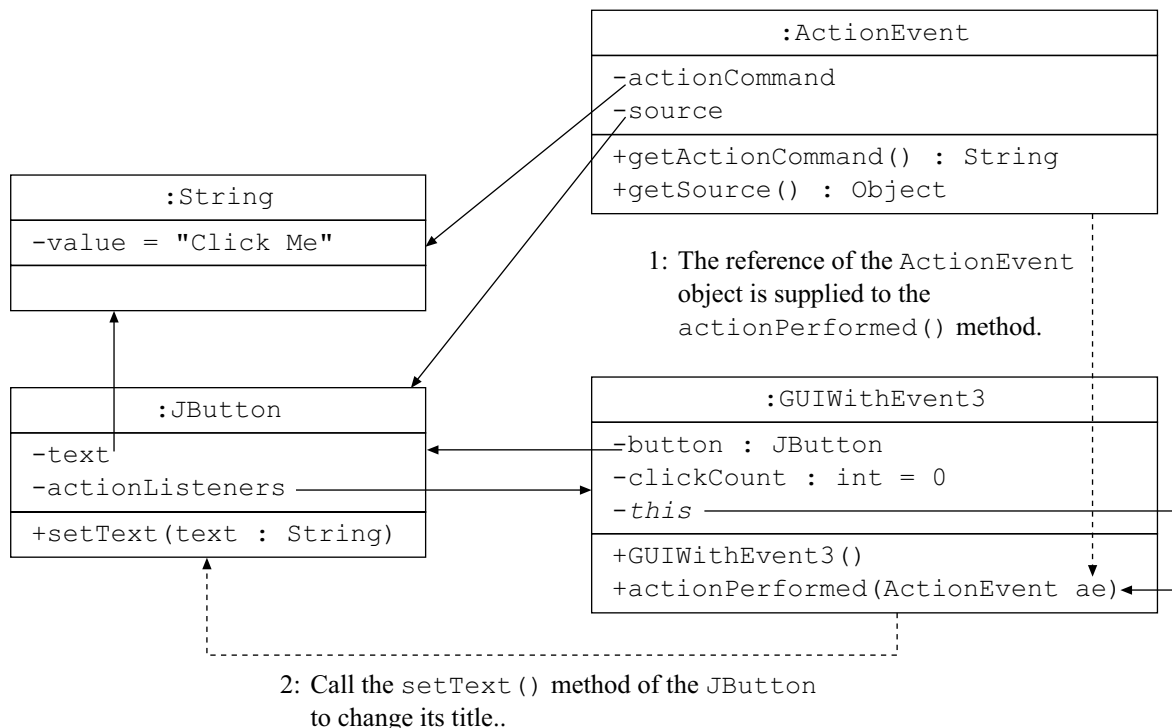 :ActionEvent
-actionCommand
-source
+getActionCommand() : String
+getSource() : Object
:String
-value = "Click Me"
1: The reference of the ActionEvent
object is supplied to the
actionPerformed() method.
:JButton
-text
-actionListeners
+setText(text : String)
:GUIWithEvent3
-button : JButton
-clickCount : int = 0
-this
+GUIWithEvent3()
+actionPerformed(ActionEvent ae)
2: Call the setText() method of the JButton
to change its title..